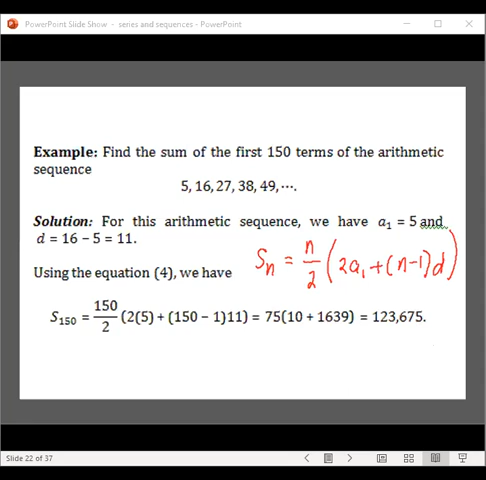 PowerPoint Slide Show - series and sequences - PowerPoint
Example: Find the sum of the first 150 terms of the arithmetic
sequence
5, 16, 27, 38, 49, ⋯.
Solution: For this arithmetic sequence, we have a₁ = 5 and
d = 16 − 5 = 11.
Using the equation (4), we have
Sₙ = n/2 (2a₁ + (n−1)d)
S₁₅₀ = 150/2 (2(5) + (150 − 1)11) = 75(10 + 1639) = 123,675.
Slide 22 of 37